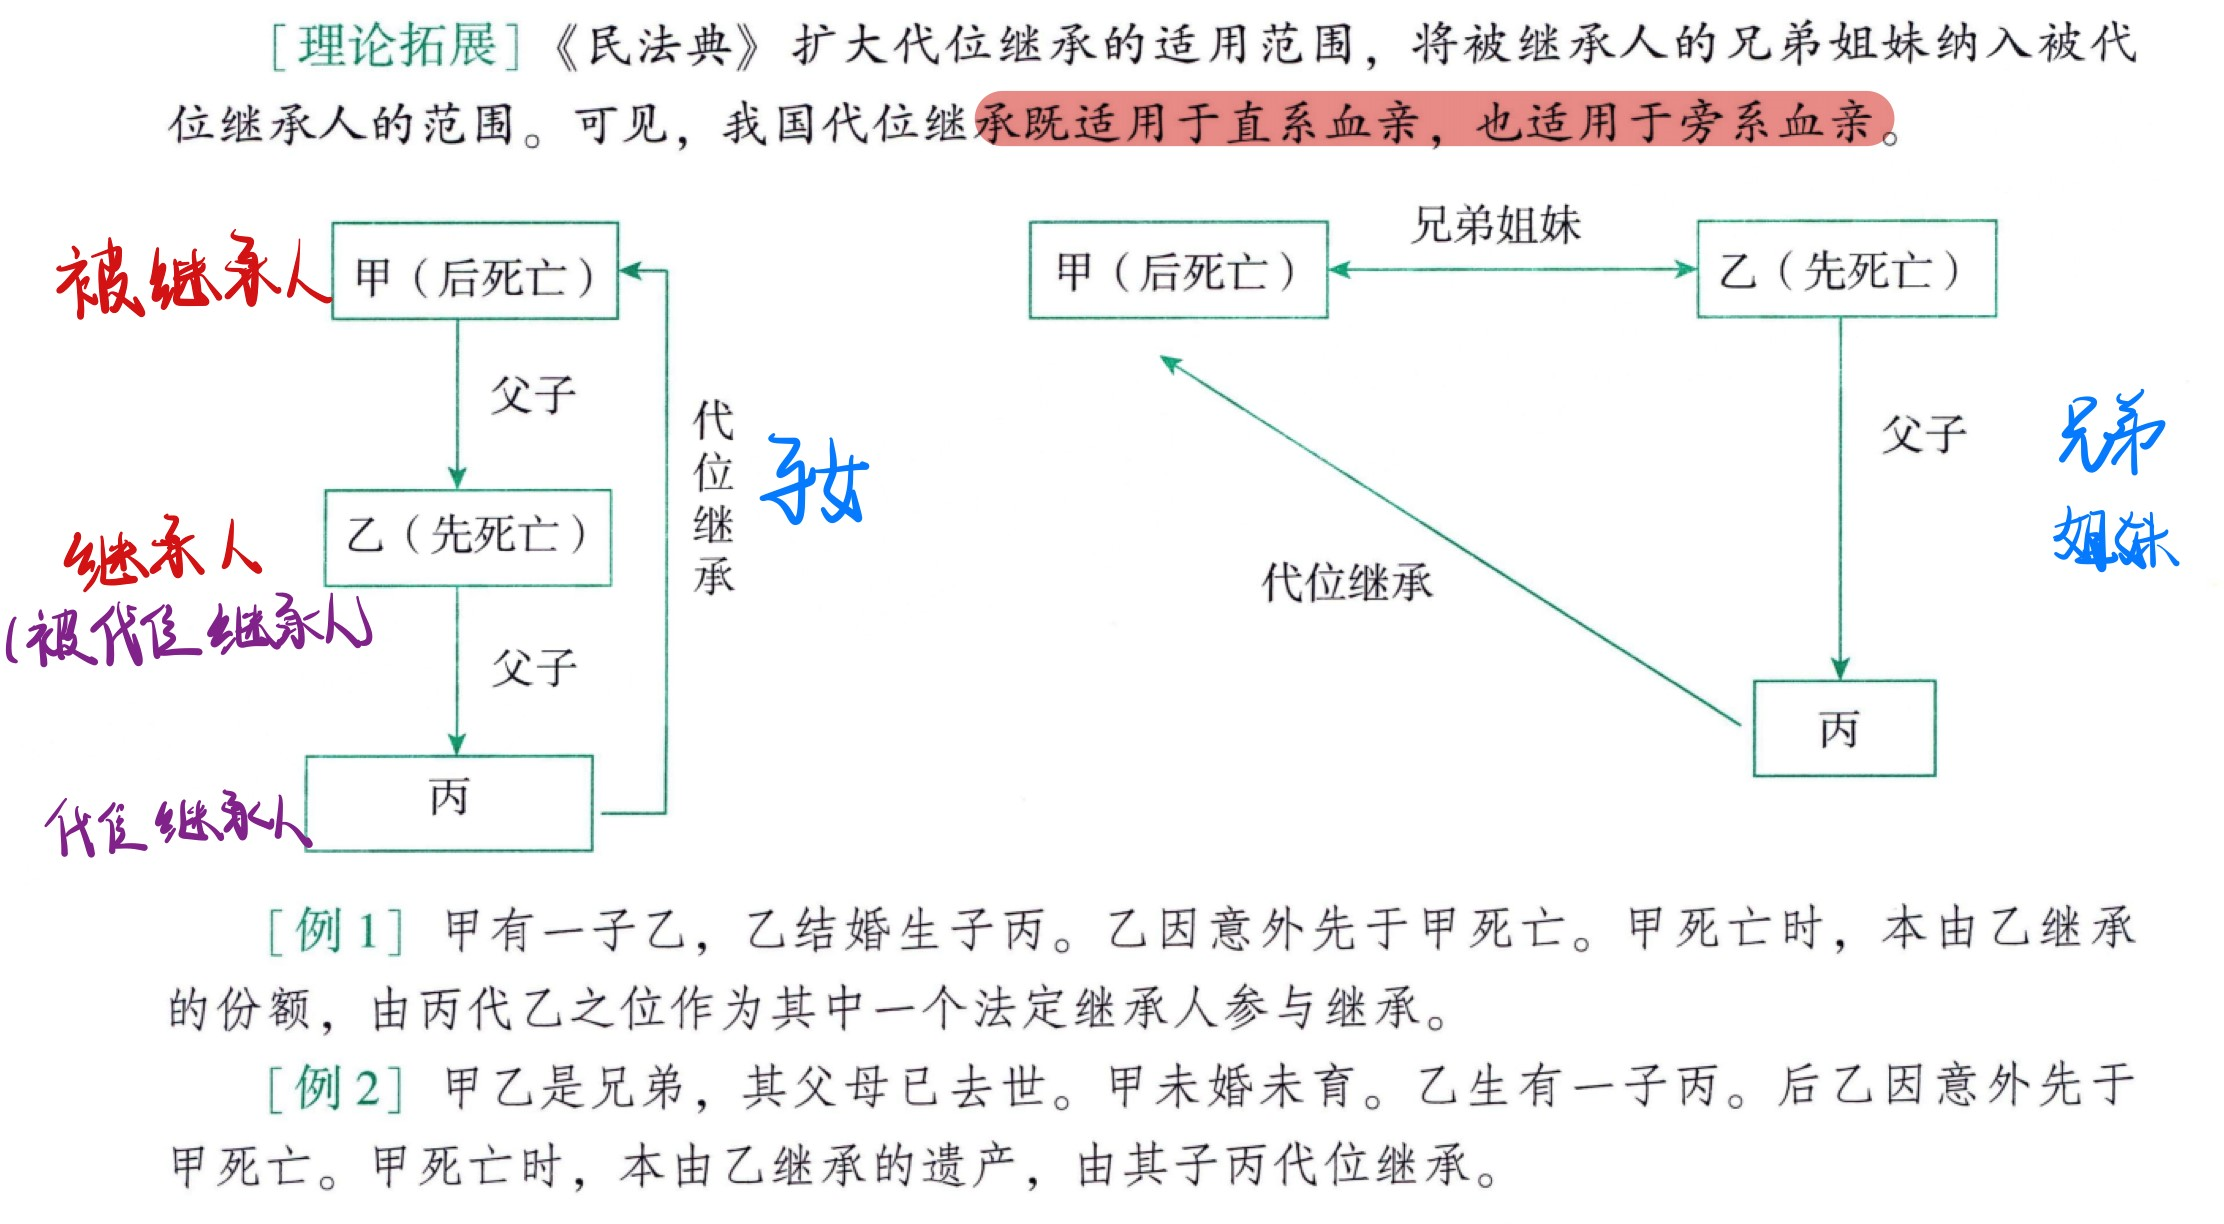 [理论拓展]《民法典》扩大代位继承的适用范围，将被继承人的兄弟姐妹纳入被代
位继承人的范围。可见，我国代位继承既适用于直系血亲，也适用于旁系血亲。
被继承人
甲（后死亡）
父子
继承人
(被代位继承人)
乙（先死亡）
父子
代位继承人
丙
代位继承
子女
甲（后死亡）
兄弟姐妹
乙（先死亡）
父子
兄弟
姐妹
代位继承
丙
[例1] 甲有一子乙，乙结婚生子丙。乙因意外先于甲死亡。甲死亡时，本由乙继承
的份额，由丙代乙之位作为其中一个法定继承人参与继承。
[例2] 甲乙是兄弟，其父母已去世。甲未婚未育。乙生有一子丙。后乙因意外先于
甲死亡。甲死亡时，本由乙继承的遗产，由其子丙代位继承。